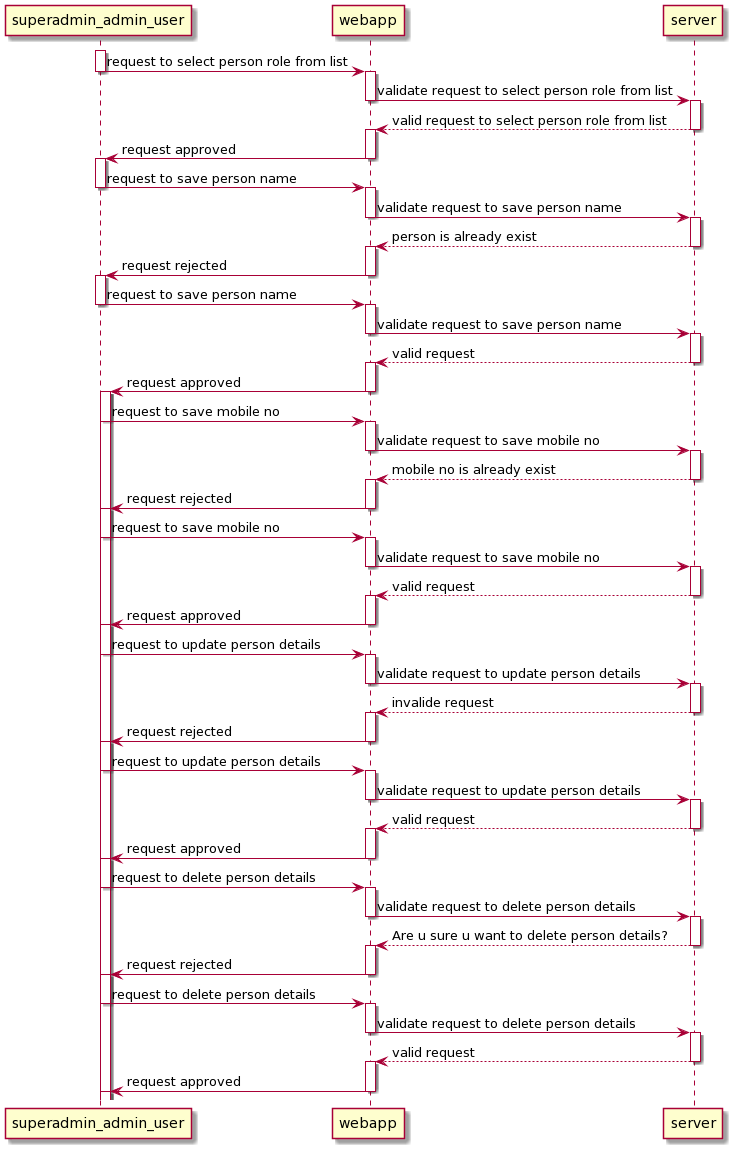 superadmin_admin_user webapp server
request to select person role from list
validate request to select person role from list
valid request to select person role from list
request approved
request to save person name
validate request to save person name
person is already exist
request rejected
request to save person name
validate request to save person name
valid request
request approved
request to save mobile no
validate request to save mobile no
mobile no is already exist
request rejected
request to save mobile no
validate request to save mobile no
valid request
request approved
request to update person details
validate request to update person details
invalide request
request rejected
request to update person details
validate request to update person details
valid request
request approved
request to delete person details
validate request to delete person details
Are u sure u want to delete person details?
request rejected
request to delete person details
validate request to delete person details
valid request
request approved
superadmin_admin_user webapp server